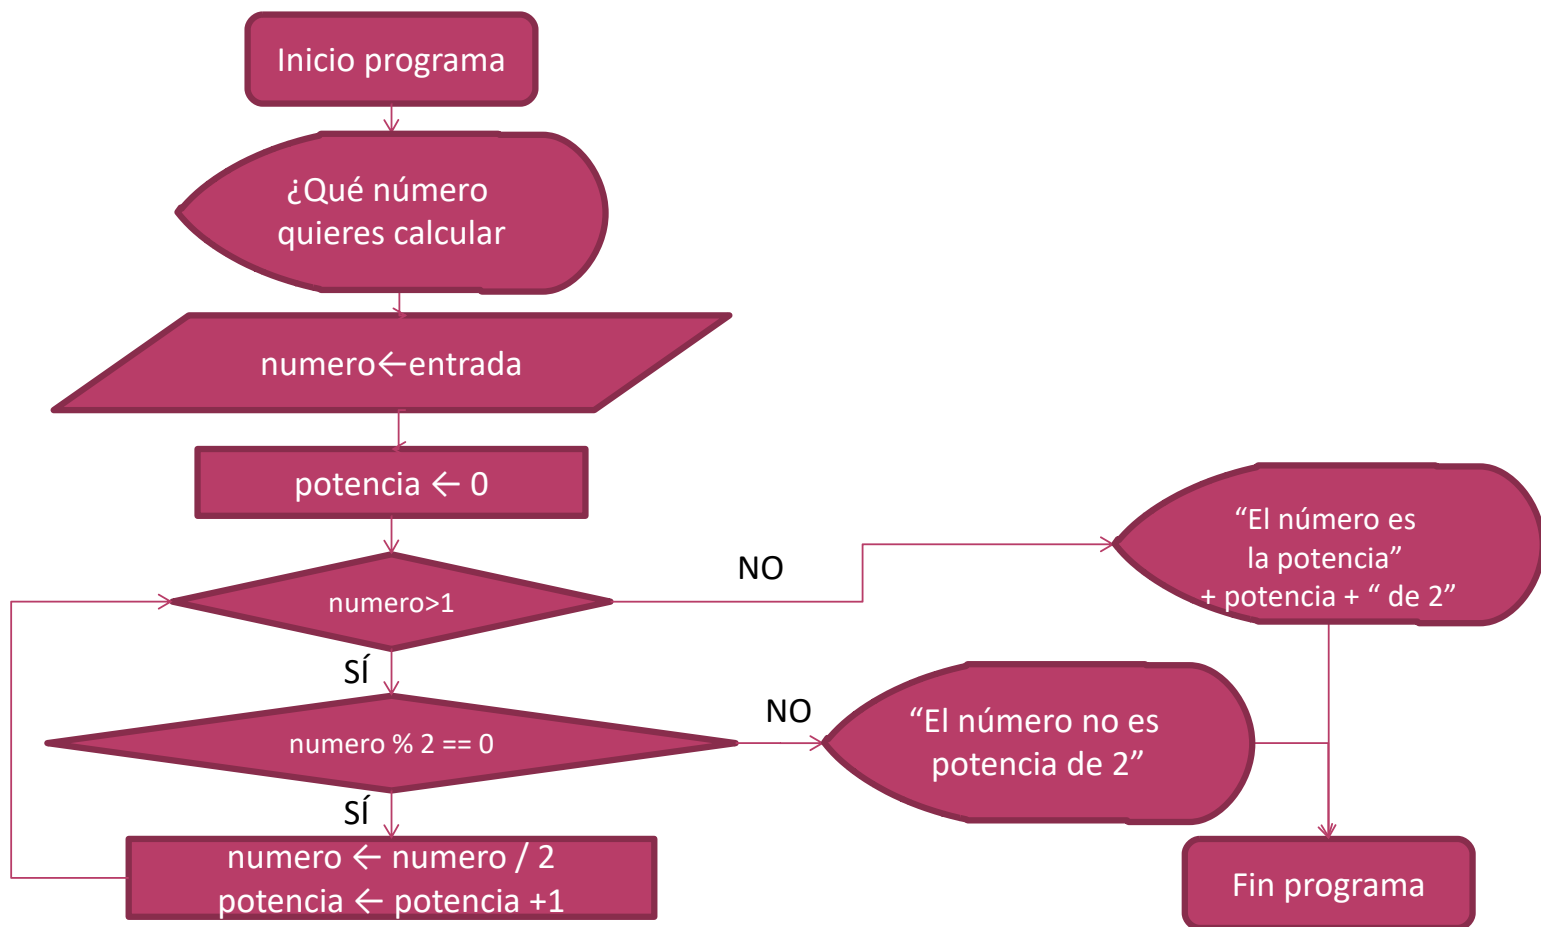 Inicio programa
¿Qué número
quieres calcular
numero←entrada
potencia ← 0
numero>1
NO
“El número es
la potencia”
+ potencia + “ de 2”
SÍ
numero % 2 == 0
NO
“El número no es
potencia de 2”
SÍ
numero ← numero / 2
potencia ← potencia +1
Fin programa